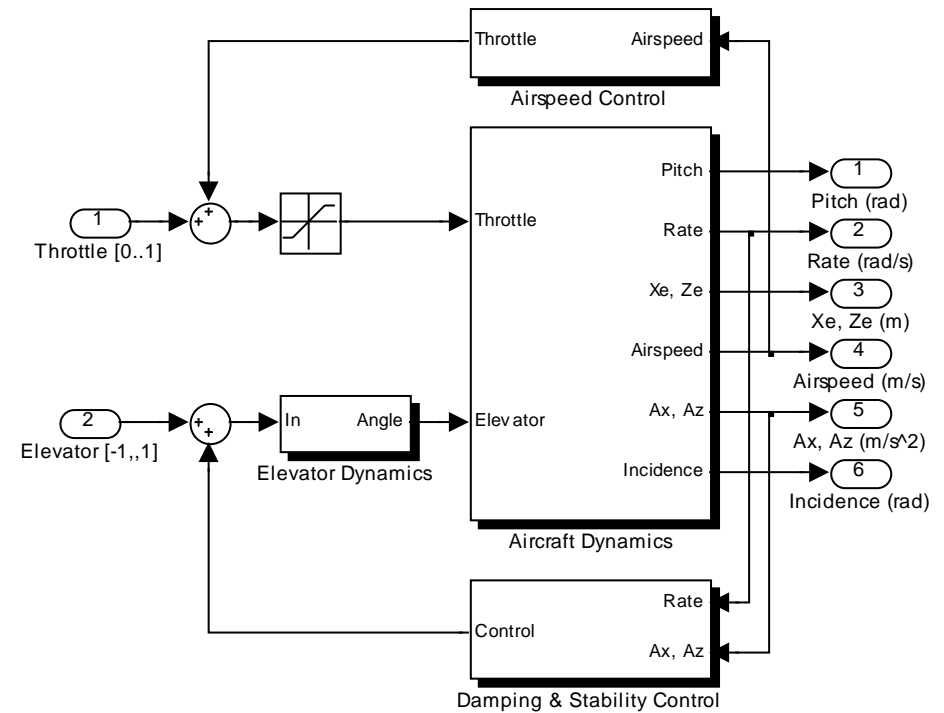 Throttle Airspeed
Airspeed Control
Pitch 1
Pitch (rad)
1 + + Throttle Rate 2
Throttle [0..1] Rate (rad/s)
Xe, Ze 3
Xe, Ze (m)
Airspeed 4
Airspeed (m/s)
2 + + In Angle Elevator Ax, Az 5
Elevator [-1,,1] Ax, Az (m/s^2)
Elevator Dynamics Incidence 6
Incidence (rad)
Aircraft Dynamics
Rate
Control
Ax, Az
Damping & Stability Control